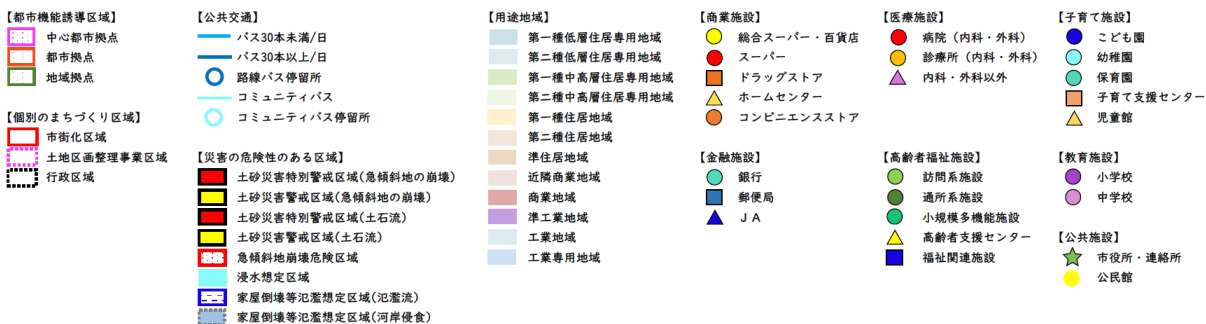 【都市機能誘導区域】
中心都市拠点
都市拠点
地域拠点
【個別のまちづくり区域】
市街化区域
土地区画整理事業区域
行政区域
【公共交通】
バス30本未満/日
バス30本以上/日
路線バス停留所
コミュニティバス
コミュニティバス停留所
【災害の危険性のある区域】
土砂災害特別警戒区域(急傾斜地の崩壊)
土砂災害警戒区域(急傾斜地の崩壊)
土砂災害特別警戒区域(土石流)
土砂災害警戒区域(土石流)
急傾斜地崩壊危険区域
浸水想定区域
家屋倒壊等氾濫想定区域(氾濫流)
家屋倒壊等氾濫想定区域(河岸侵食)
【用途地域】
第一種低層住居専用地域
第二種低層住居専用地域
第一種中高層住居専用地域
第二種中高層住居専用地域
第一種住居地域
第二種住居地域
準住居地域
近隣商業地域
商業地域
準工業地域
工業地域
工業専用地域
【商業施設】
総合スーパー・百貨店
スーパー
ドラッグストア
ホームセンター
コンビニエンスストア
【金融施設】
銀行
郵便局
ＪＡ
【医療施設】
病院（内科・外科）
診療所（内科・外科）
内科・外科以外
【高齢者福祉施設】
訪問系施設
通所系施設
小規模多機能施設
高齢者支援センター
福祉関連施設
【子育て施設】
こども園
幼稚園
保育園
子育て支援センター
児童館
【教育施設】
小学校
中学校
【公共施設】
市役所・連絡所
公民館